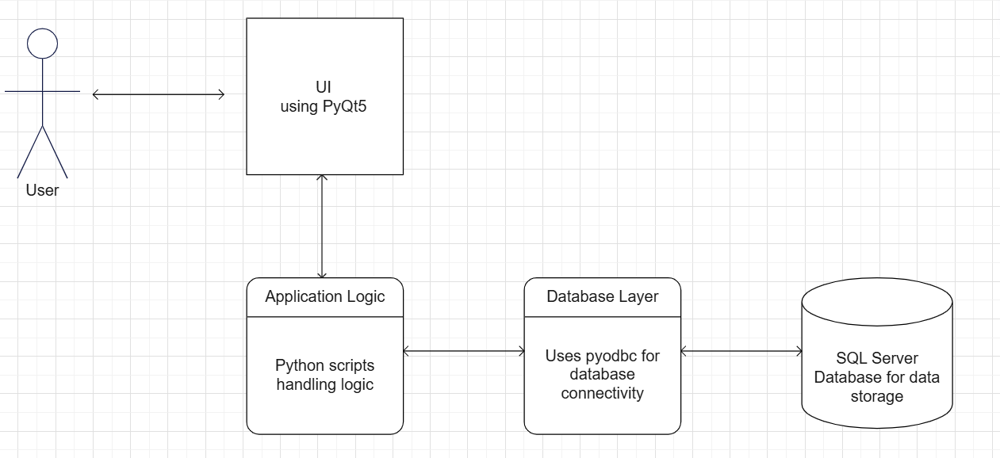 UI
using PyQt5
User
Application Logic
Python scripts
handling logic
Database Layer
Uses pyodbc for
database
connectivity
SQL Server
Database for data
storage